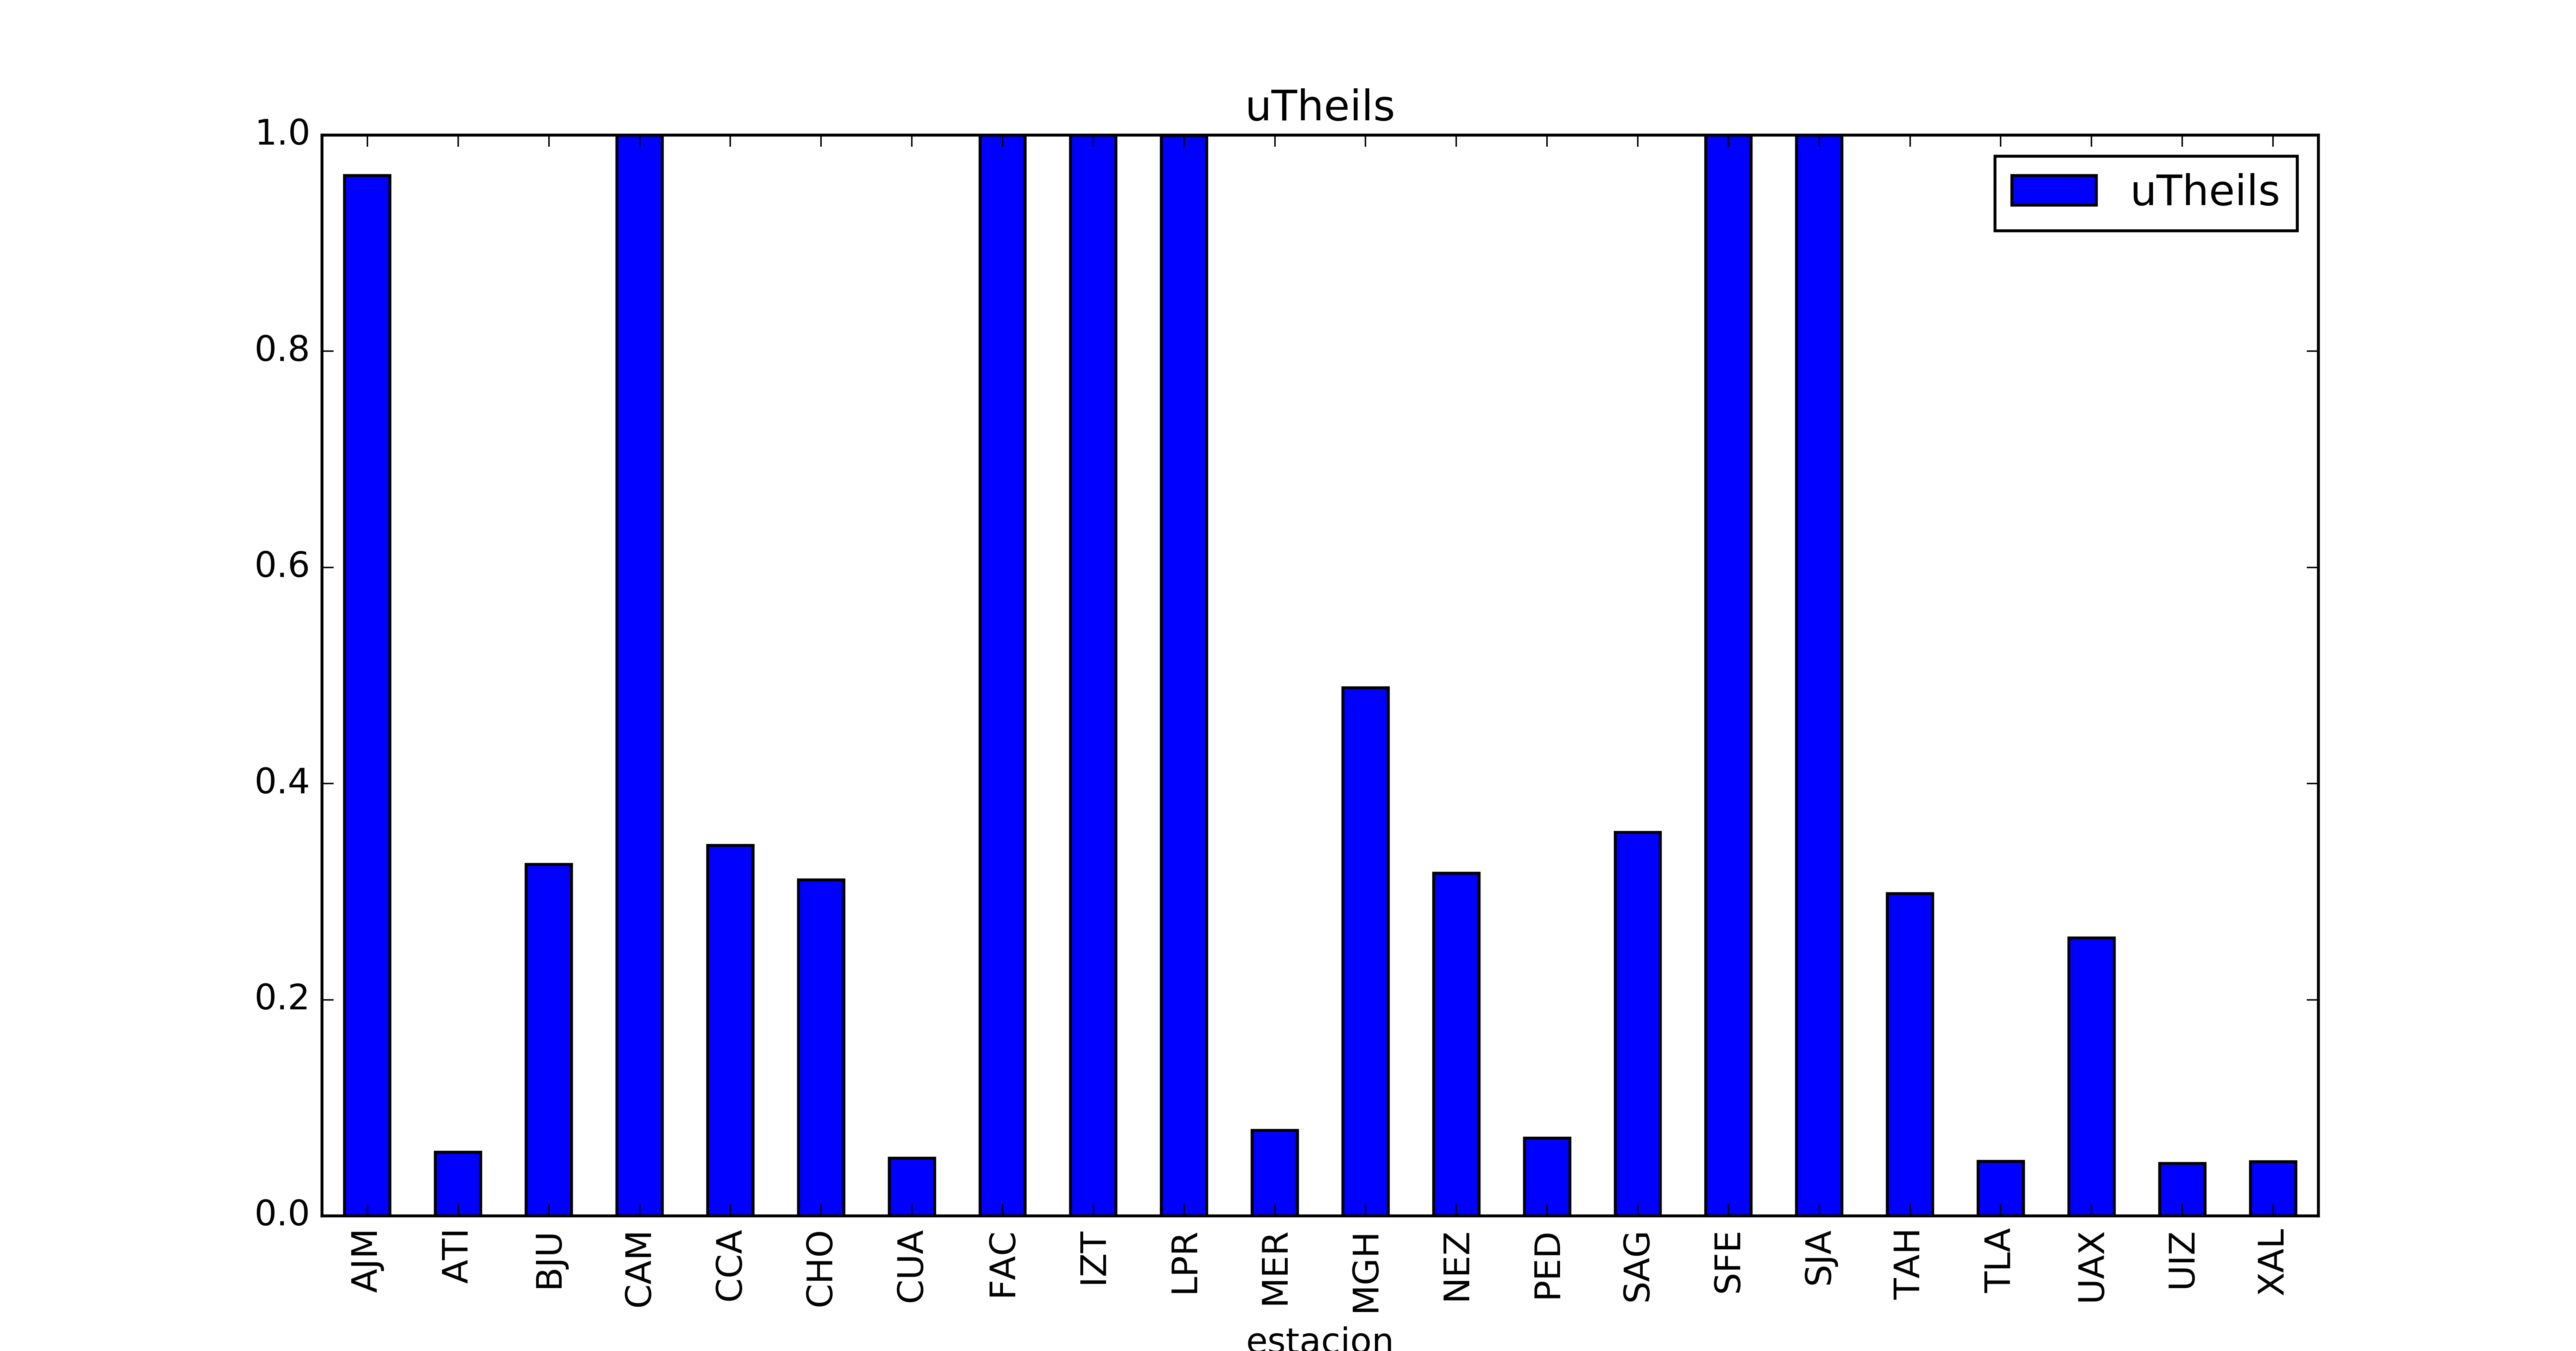 uTheils
1.0
uTheils
0.8
0.6
0.4
0.2
0.0
AJM ATI BJU CAM CCA CHO CUA FAC IZT LPR MER MGH NEZ PED SAG SFE SJA TAH TLA UAX UIZ XAL
estacion